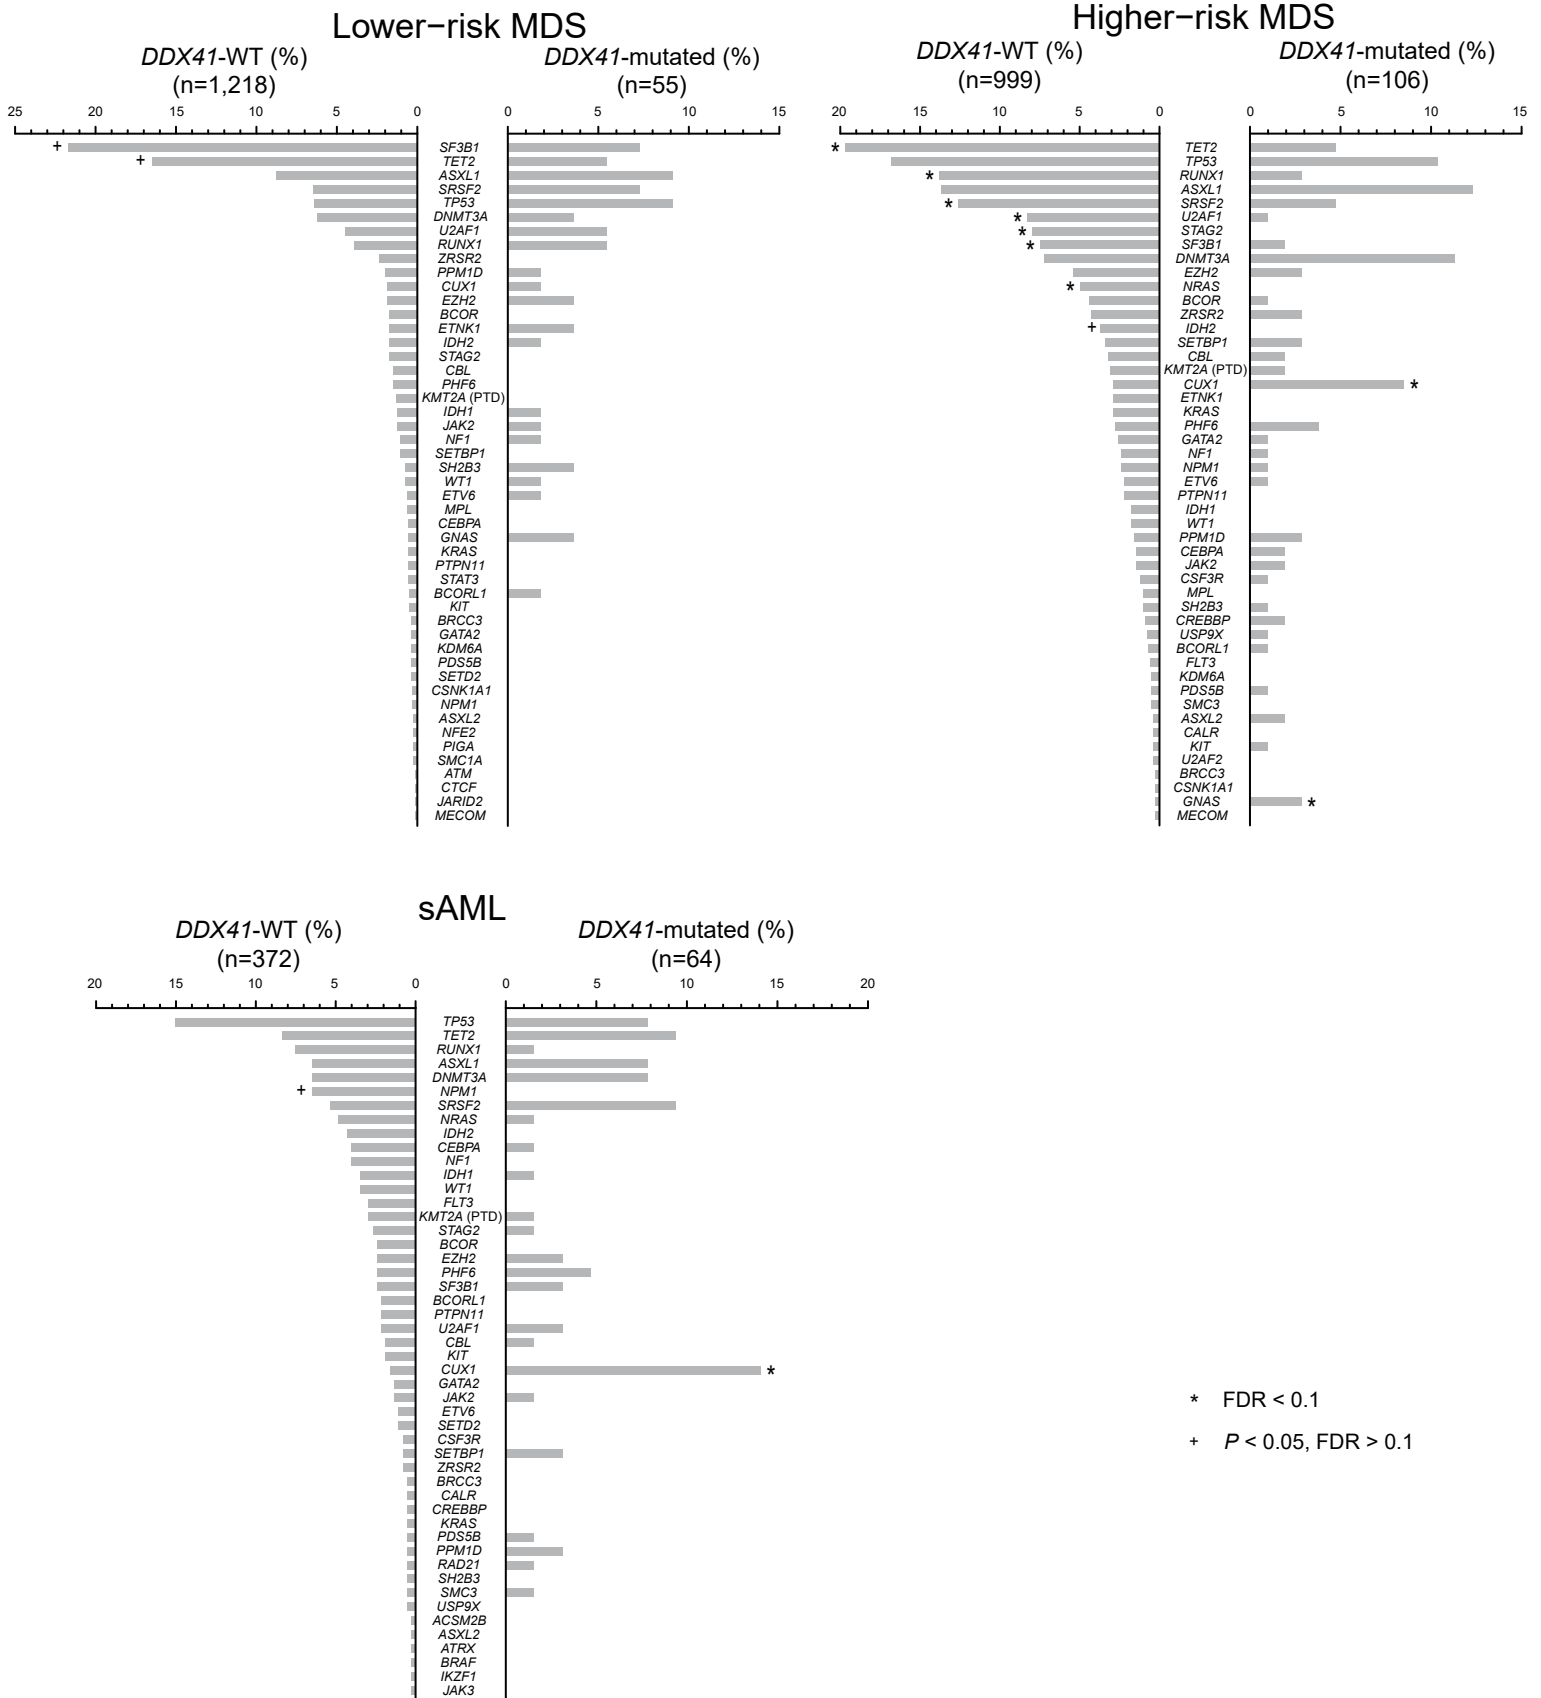 Lower−risk MDS
DDX41-WT (%)
(n=1,218)
DDX41-mutated (%)
(n=55)
25 20 15 10 5 0 0 5 10 15
+ SF3B1
+ TET2
ASXL1
SRSF2
TP53
DNMT3A
U2AF1
RUNX1
ZRSR2
PPM1D
CUX1
EZH2
BCOR
ETNK1
IDH2
STAG2
CBL
PHF6
KMT2A (PTD)
IDH1
JAK2
NF1
SETBP1
SH2B3
WT1
ETV6
MPL
CEBPA
GNAS
KRAS
PTPN11
STAT3
BCORL1
KIT
BRCC3
GATA2
KDM6A
PDS5B
SETD2
CSNK1A1
NPM1
ASXL2
NFE2
PIGA
SMC1A
ATM
CTCF
JARID2
MECOM
Higher−risk MDS
DDX41-WT (%)
(n=999)
DDX41-mutated (%)
(n=106)
20 15 10 5 0 0 5 10 15
* TET2
TP53
* RUNX1
ASXL1
* SRSF2
* U2AF1
* STAG2
* SF3B1
DNMT3A
EZH2
* NRAS
BCOR
ZRSR2
+ IDH2
SETBP1
CBL
KMT2A (PTD)
CUX1 *
ETNK1
KRAS
PHF6
GATA2
NF1
NPM1
ETV6
PTPN11
IDH1
WT1
PPM1D
CEBPA
JAK2
CSF3R
MPL
SH2B3
CREBBP
USP9X
BCORL1
FLT3
KDM6A
PDS5B
SMC3
ASXL2
CALR
KIT
U2AF2
BRCC3
CSNK1A1
GNAS *
MECOM
sAML
DDX41-WT (%)
(n=372)
DDX41-mutated (%)
(n=64)
20 15 10 5 0 0 5 10 15 20
TP53
TET2
RUNX1
ASXL1
DNMT3A
+ NPM1
SRSF2
NRAS
IDH2
CEBPA
NF1
IDH1
WT1
FLT3
KMT2A (PTD)
STAG2
BCOR
EZH2
PHF6
SF3B1
BCORL1
PTPN11
U2AF1
CBL
KIT
CUX1 *
GATA2
JAK2
ETV6
SETD2
CSF3R
SETBP1
ZRSR2
BRCC3
CALR
CREBBP
KRAS
PDS5B
PPM1D
RAD21
SH2B3
SMC3
USP9X
ACSM2B
ASXL2
ATRX
BRAF
IKZF1
JAK3
* FDR < 0.1
+ P < 0.05, FDR > 0.1